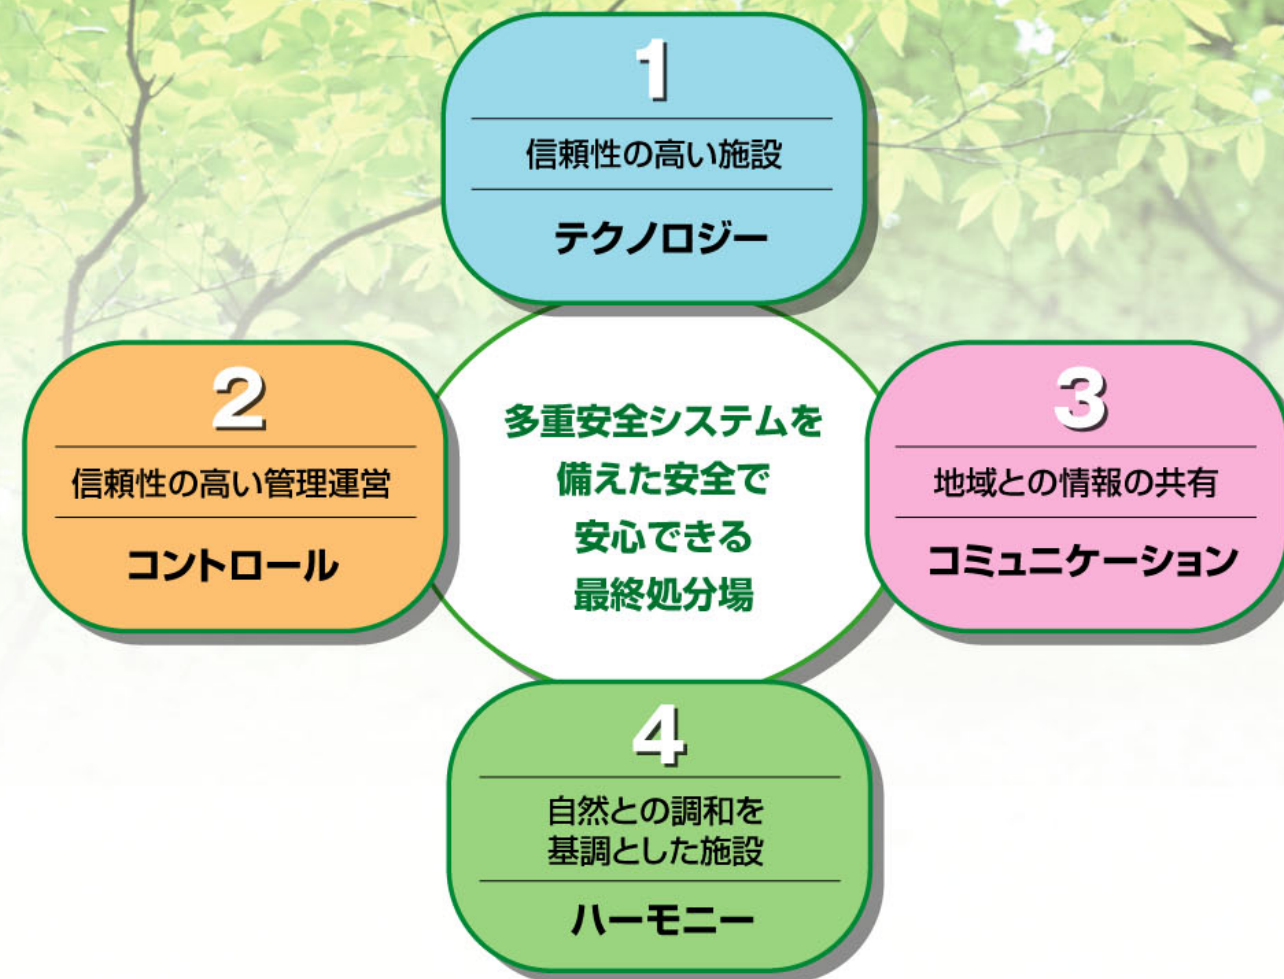 1
信頼性の高い施設
テクノロジー
2
信頼性の高い管理運営
コントロール
多重安全システムを
備えた安全で
安心できる
最終処分場
3
地域との情報の共有
コミュニケーション
4
自然との調和を
基調とした施設
ハーモニー